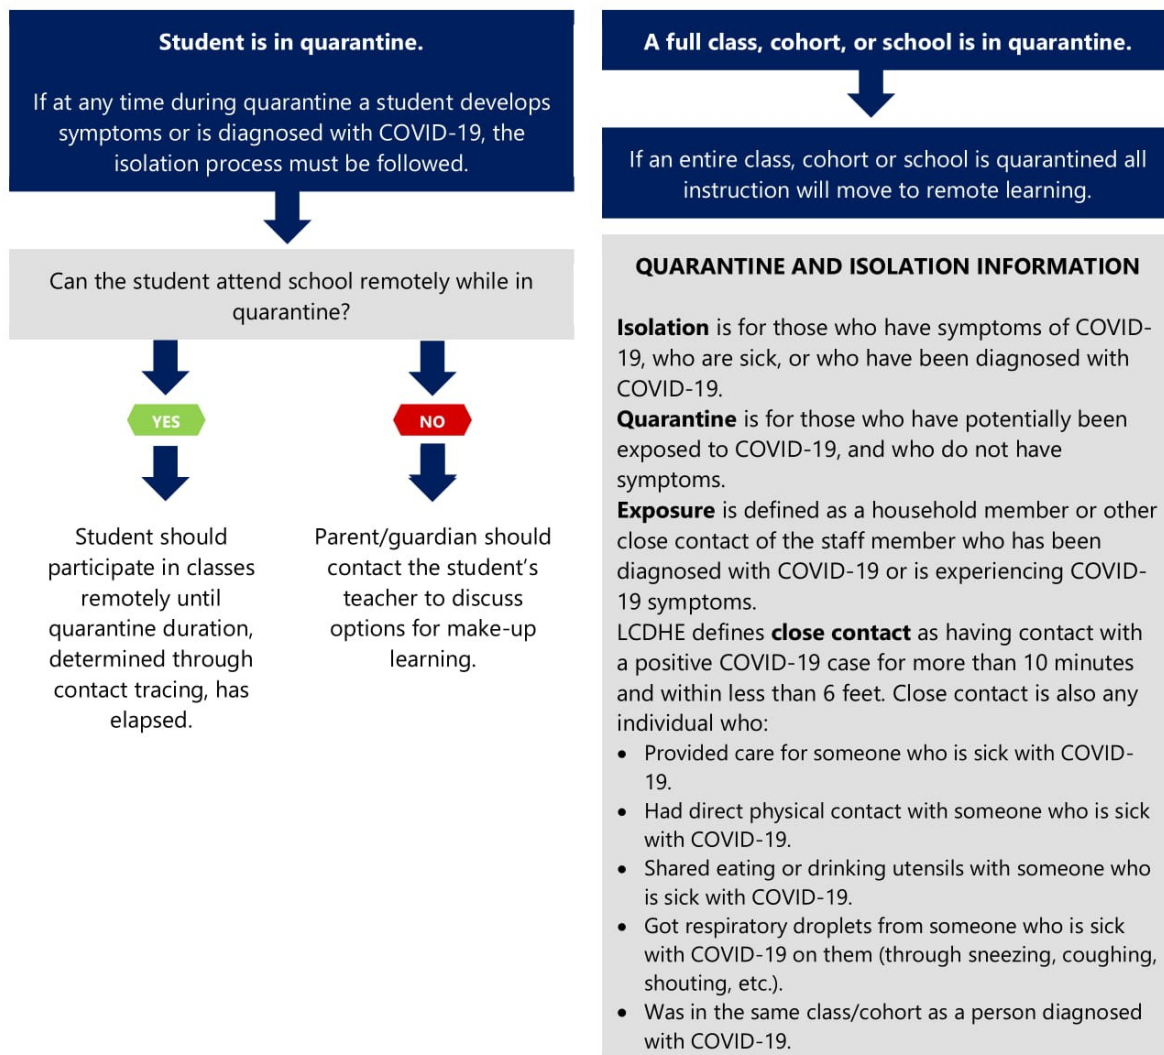 Student is in quarantine.
If at any time during quarantine a student develops
symptoms or is diagnosed with COVID-19, the
isolation process must be followed.
Can the student attend school remotely while in
quarantine?
YES
NO
Student should
participate in classes
remotely until
quarantine duration,
determined through
contact tracing, has
elapsed.
Parent/guardian should
contact the student’s
teacher to discuss
options for make-up
learning.
A full class, cohort, or school is in quarantine.
If an entire class, cohort or school is quarantined all
instruction will move to remote learning.
QUARANTINE AND ISOLATION INFORMATION
Isolation is for those who have symptoms of COVID-
19, who are sick, or who have been diagnosed with
COVID-19.
Quarantine is for those who have potentially been
exposed to COVID-19, and who do not have
symptoms.
Exposure is defined as a household member or other
close contact of the staff member who has been
diagnosed with COVID-19 or is experiencing COVID-
19 symptoms.
LCDHE defines close contact as having contact with
a positive COVID-19 case for more than 10 minutes
and within less than 6 feet. Close contact is also any
individual who:
• Provided care for someone who is sick with COVID-
19.
• Had direct physical contact with someone who is sick
with COVID-19.
• Shared eating or drinking utensils with someone who
is sick with COVID-19.
• Got respiratory droplets from someone who is sick
with COVID-19 on them (through sneezing, coughing,
shouting, etc.).
• Was in the same class/cohort as a person diagnosed
with COVID-19.